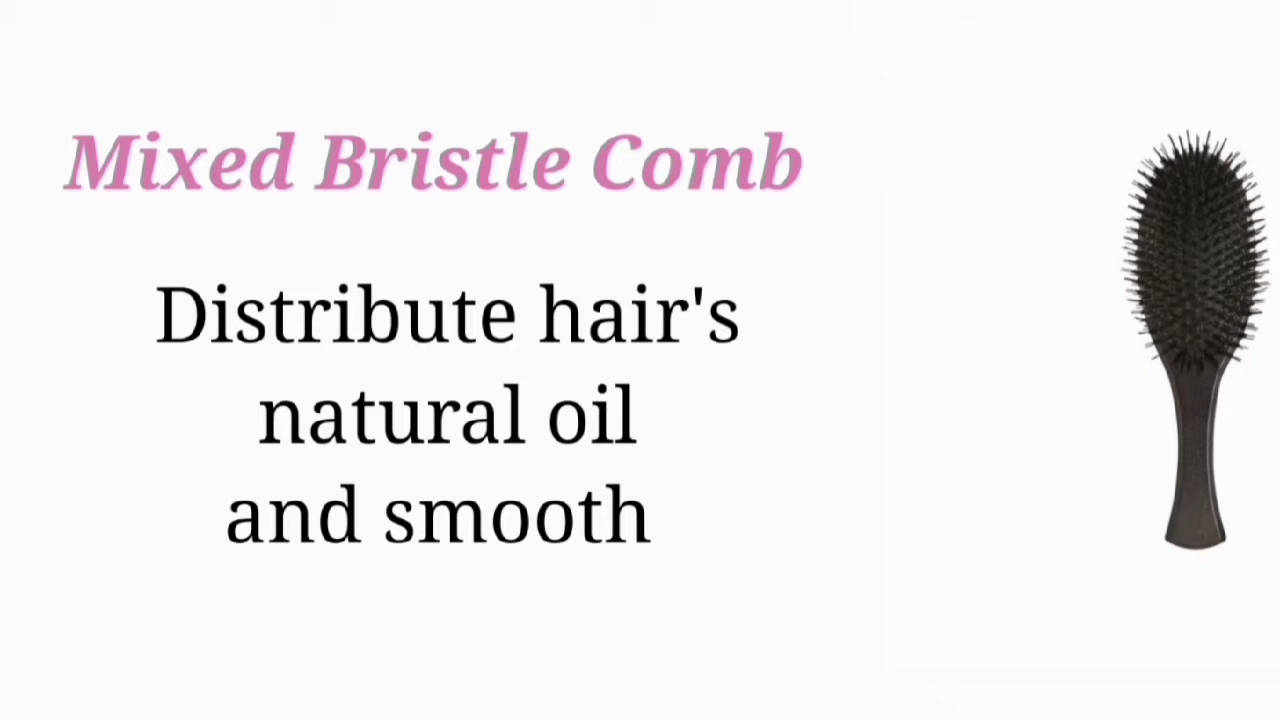 Mixed Bristle Comb
Distribute hair's
natural oil
and smooth